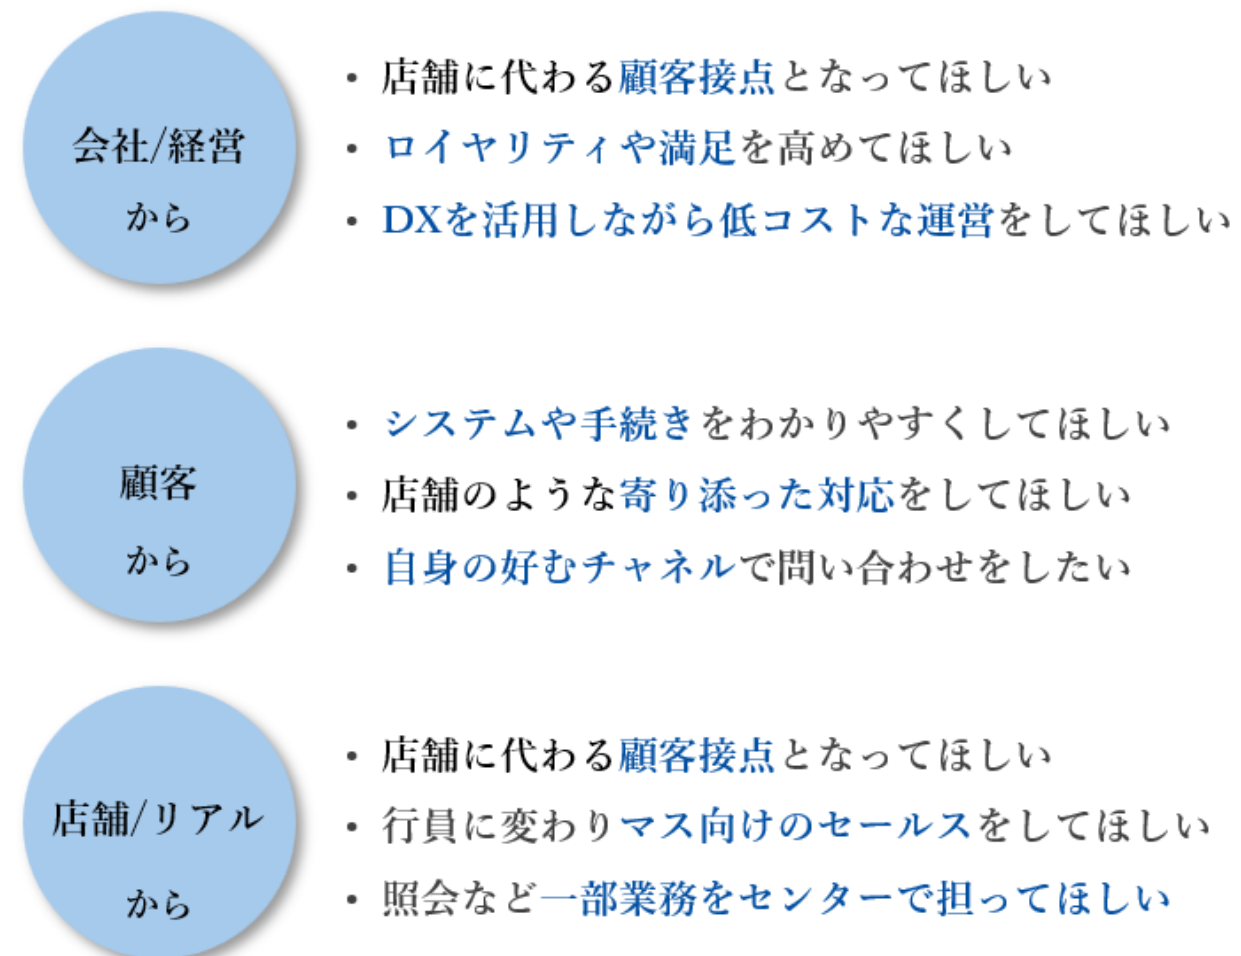 会社/経営
から
・店舗に代わる顧客接点となってほしい
・ロイヤリティや満足を高めてほしい
・DXを活用しながら低コストな運営をしてほしい
顧客
から
・システムや手続きをわかりやすくしてほしい
・店舗のような寄り添った対応をしてほしい
・自身の好むチャネルで問い合わせをしたい
店舗/リアル
から
・店舗に代わる顧客接点となってほしい
・行員に変わりマス向けのセールスをしてほしい
・照会など一部業務をセンターで担ってほしい